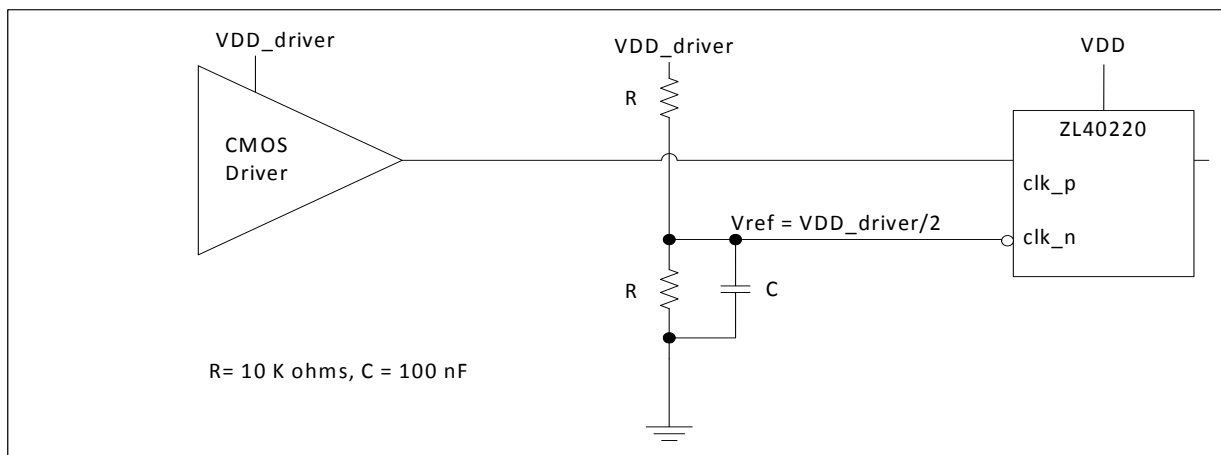 VDD_driver
VDD_driver
VDD
R
ZL40220
CMOS
Driver
clk_p
Vref = VDD_driver/2
clk_n
R
C
R= 10 K ohms, C = 100 nF